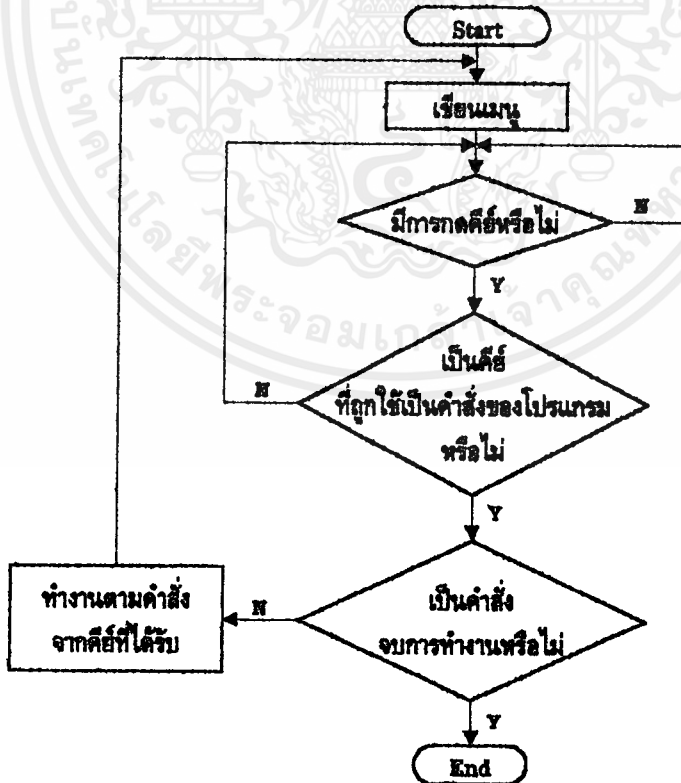 Start
เขียนเมนู
มีการกดคีย์หรือไม่
N
Y
เป็นคีย์
ที่ถูกใช้เป็นคำสั่งของโปรแกรม
หรือไม่
N
Y
ทำงานตามคำสั่ง
จากคีย์ที่ได้รับ
N
เป็นคำสั่ง
จบการทำงานหรือไม่
Y
End